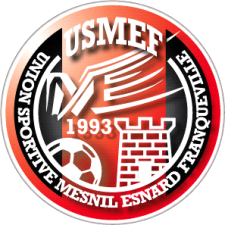 USMEF
1993
UNION SPORTIVE MESNIL ESNARD FRANQUEVILLE